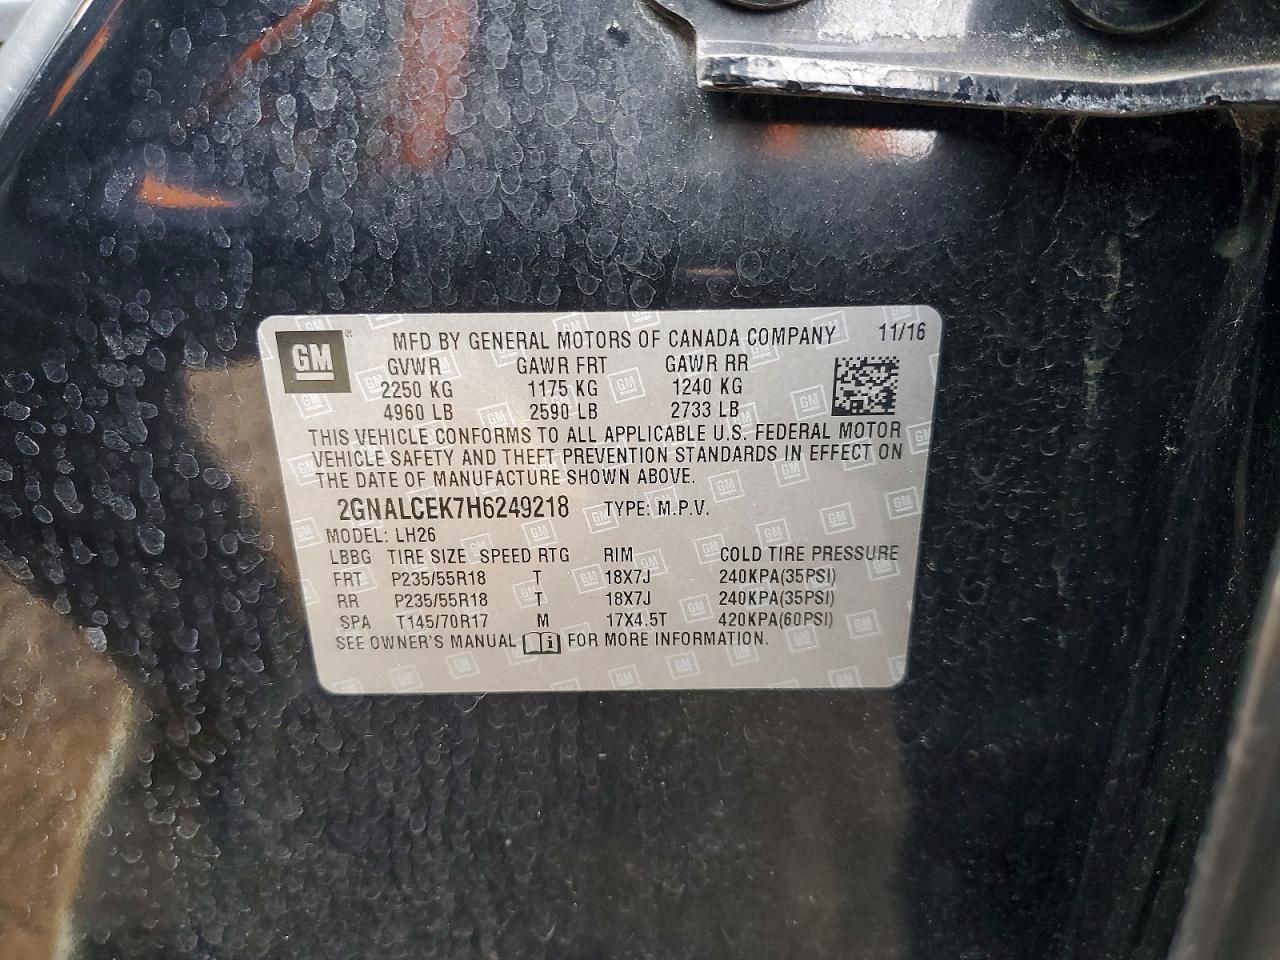 GM ® MFD BY GENERAL MOTORS OF CANADA COMPANY 11/16
GVWR GAWR FRT GAWR RR
2250 KG 1175 KG 1240 KG
4960 LB 2590 LB 2733 LB
THIS VEHICLE CONFORMS TO ALL APPLICABLE U.S. FEDERAL MOTOR
VEHICLE SAFETY AND THEFT PREVENTION STANDARDS IN EFFECT ON
THE DATE OF MANUFACTURE SHOWN ABOVE.
2GNALCEK7H6249218 TYPE: M.P.V.
MODEL: LH26
LBBG TIRE SIZE SPEED RTG RIM COLD TIRE PRESSURE
FRT P235/55R18 T 18X7J 240KPA(35PSI)
RR P235/55R18 T 18X7J 240KPA(35PSI)
SPA T145/70R17 M 17X4.5T 420KPA(60PSI)
SEE OWNER'S MANUAL i FOR MORE INFORMATION.